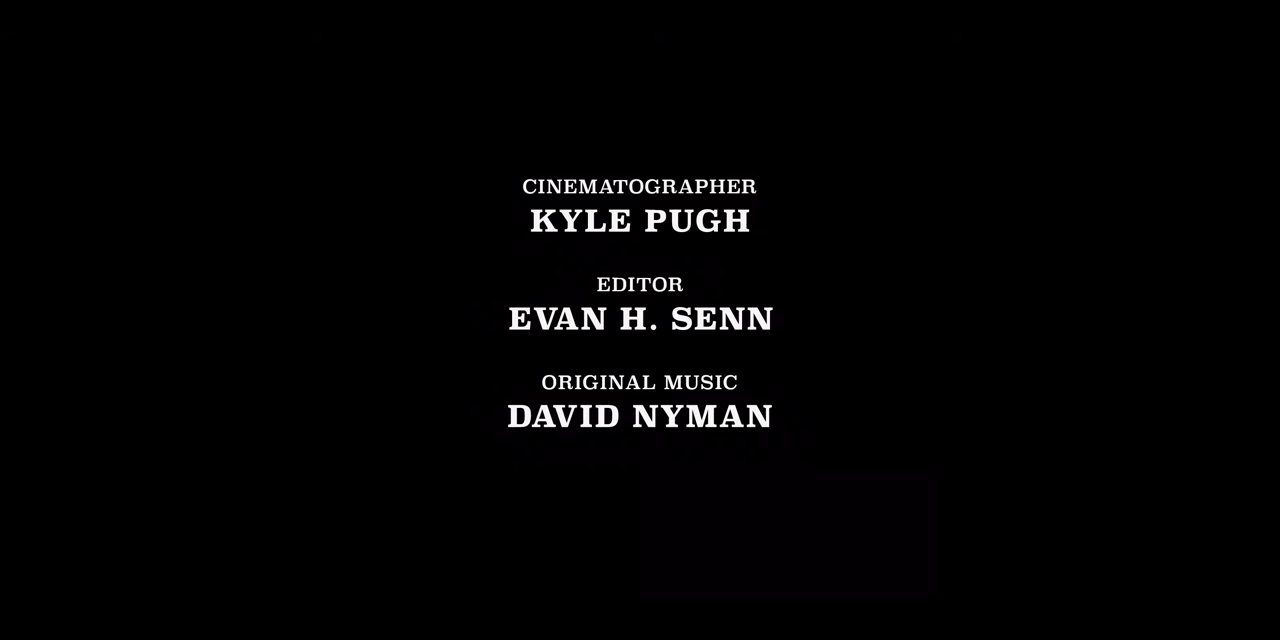 CINEMATOGRAPHER
KYLE PUGH
EDITOR
EVAN H. SENN
ORIGINAL MUSIC
DAVID NYMAN